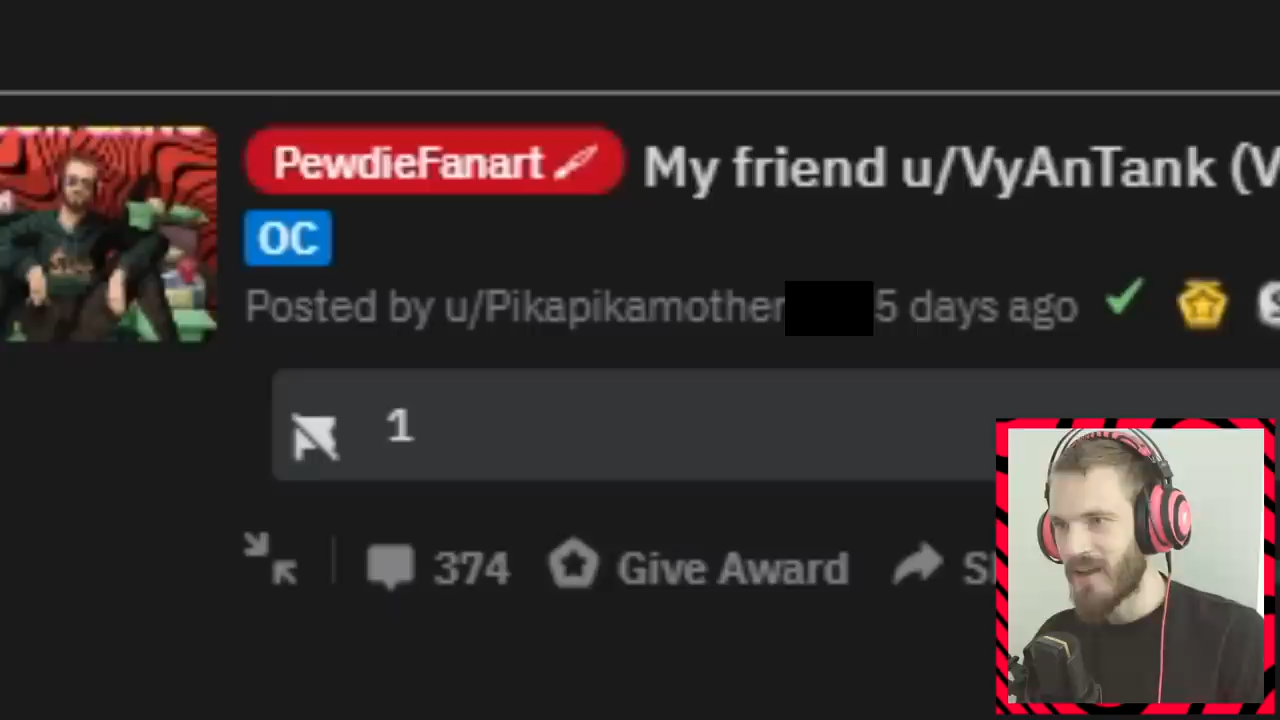 PewdieFanart My friend u/VyAnTank (V
OC
Posted by u/Pikapikamother 5 days ago
1
374 Give Award